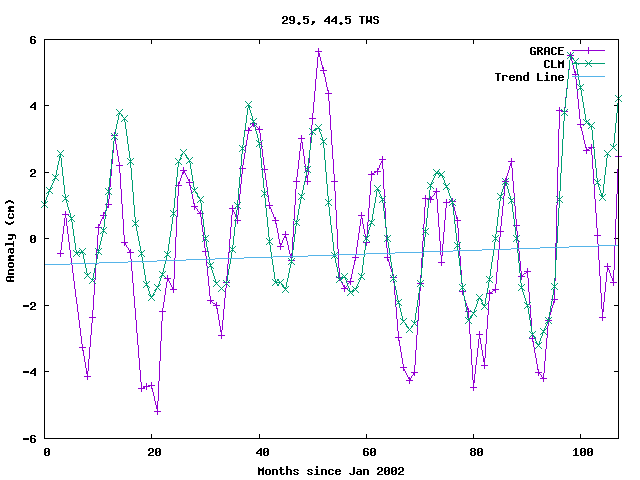 29.5, 44.5 TWS
GRACE
CLM
Trend Line
6
4
2
0
-2
-4
-6
Anomaly (cm)
0 20 40 60 80 100
Months since Jan 2002